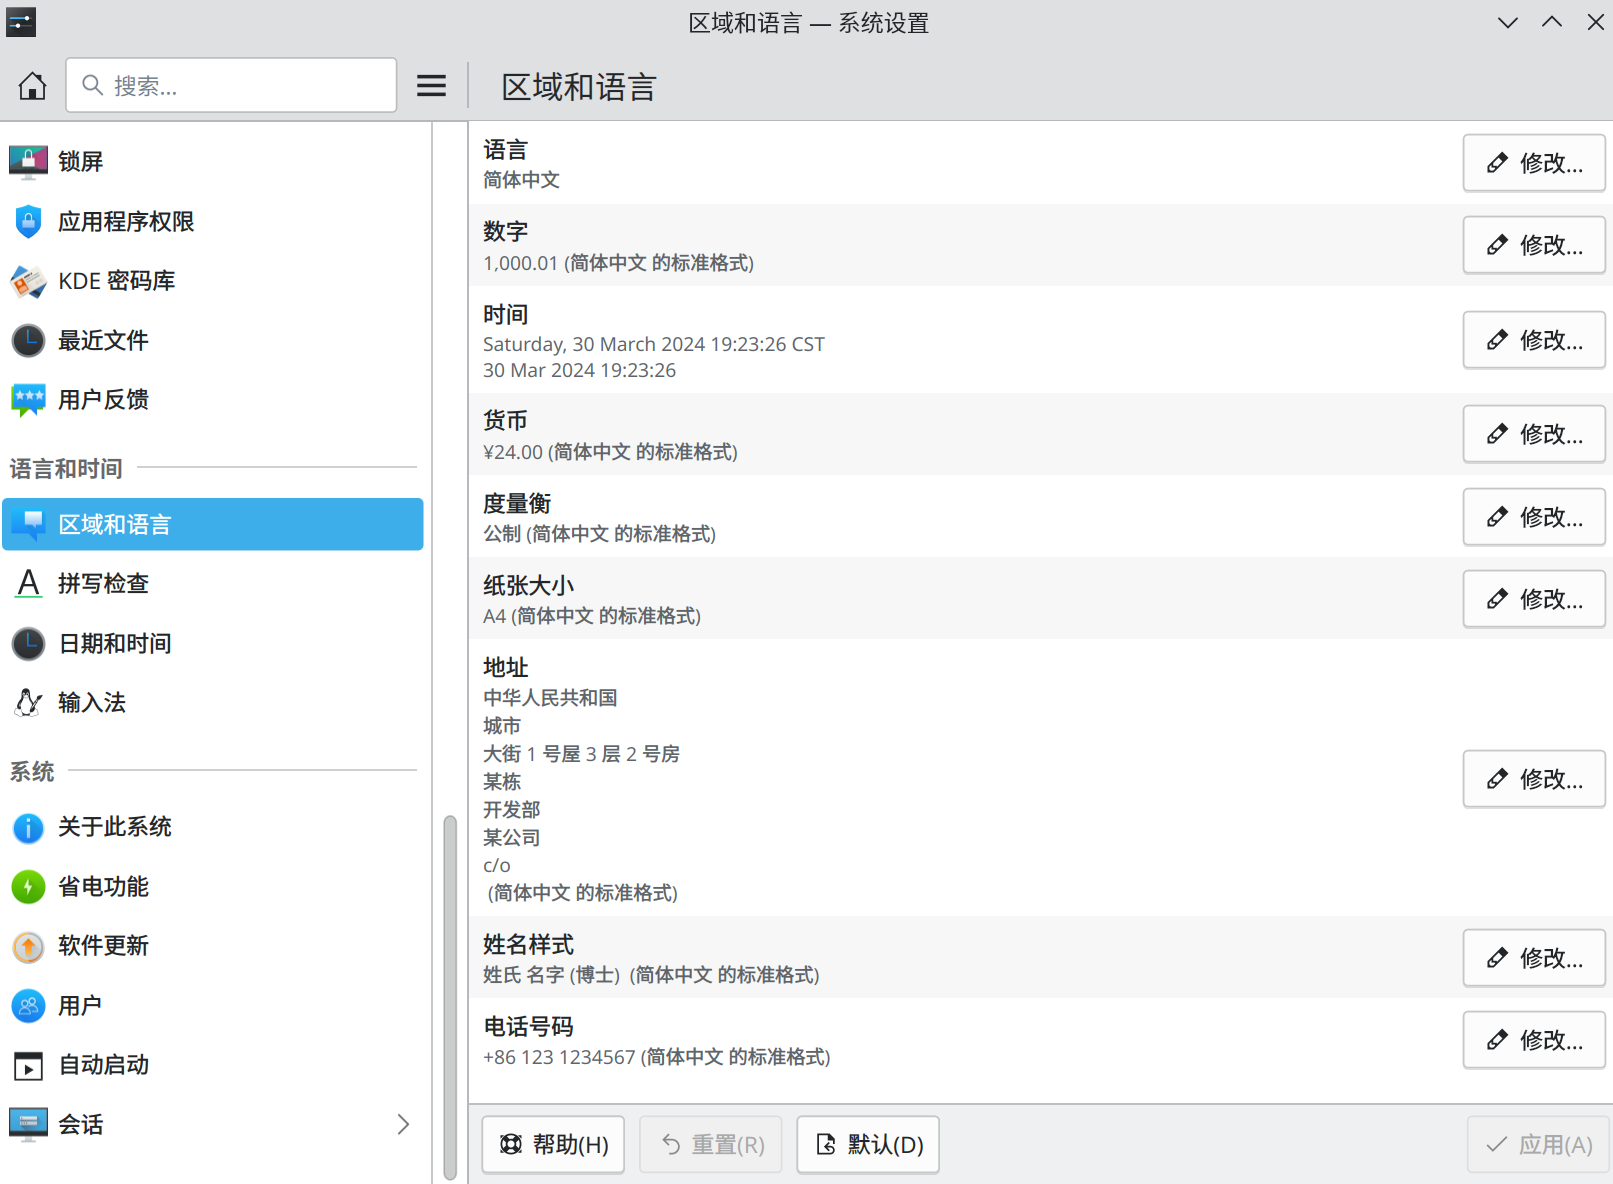 区域和语言 — 系统设置
搜索...
区域和语言
锁屏
应用程序权限
KDE 密码库
最近文件
用户反馈
语言和时间
区域和语言
拼写检查
日期和时间
输入法
系统
关于此系统
省电功能
软件更新
用户
自动启动
会话
语言
简体中文
修改...
数字
1,000.01 (简体中文 的标准格式)
修改...
时间
Saturday, 30 March 2024 19:23:26 CST
30 Mar 2024 19:23:26
修改...
货币
¥24.00 (简体中文 的标准格式)
修改...
度量衡
公制 (简体中文 的标准格式)
修改...
纸张大小
A4 (简体中文 的标准格式)
修改...
地址
中华人民共和国
城市
大街 1 号屋 3 层 2 号房
某栋
开发部
某公司
c/o
(简体中文 的标准格式)
修改...
姓名样式
姓氏 名字 (博士) (简体中文 的标准格式)
修改...
电话号码
+86 123 1234567 (简体中文 的标准格式)
修改...
帮助(H)
重置(R)
默认(D)
应用(A)